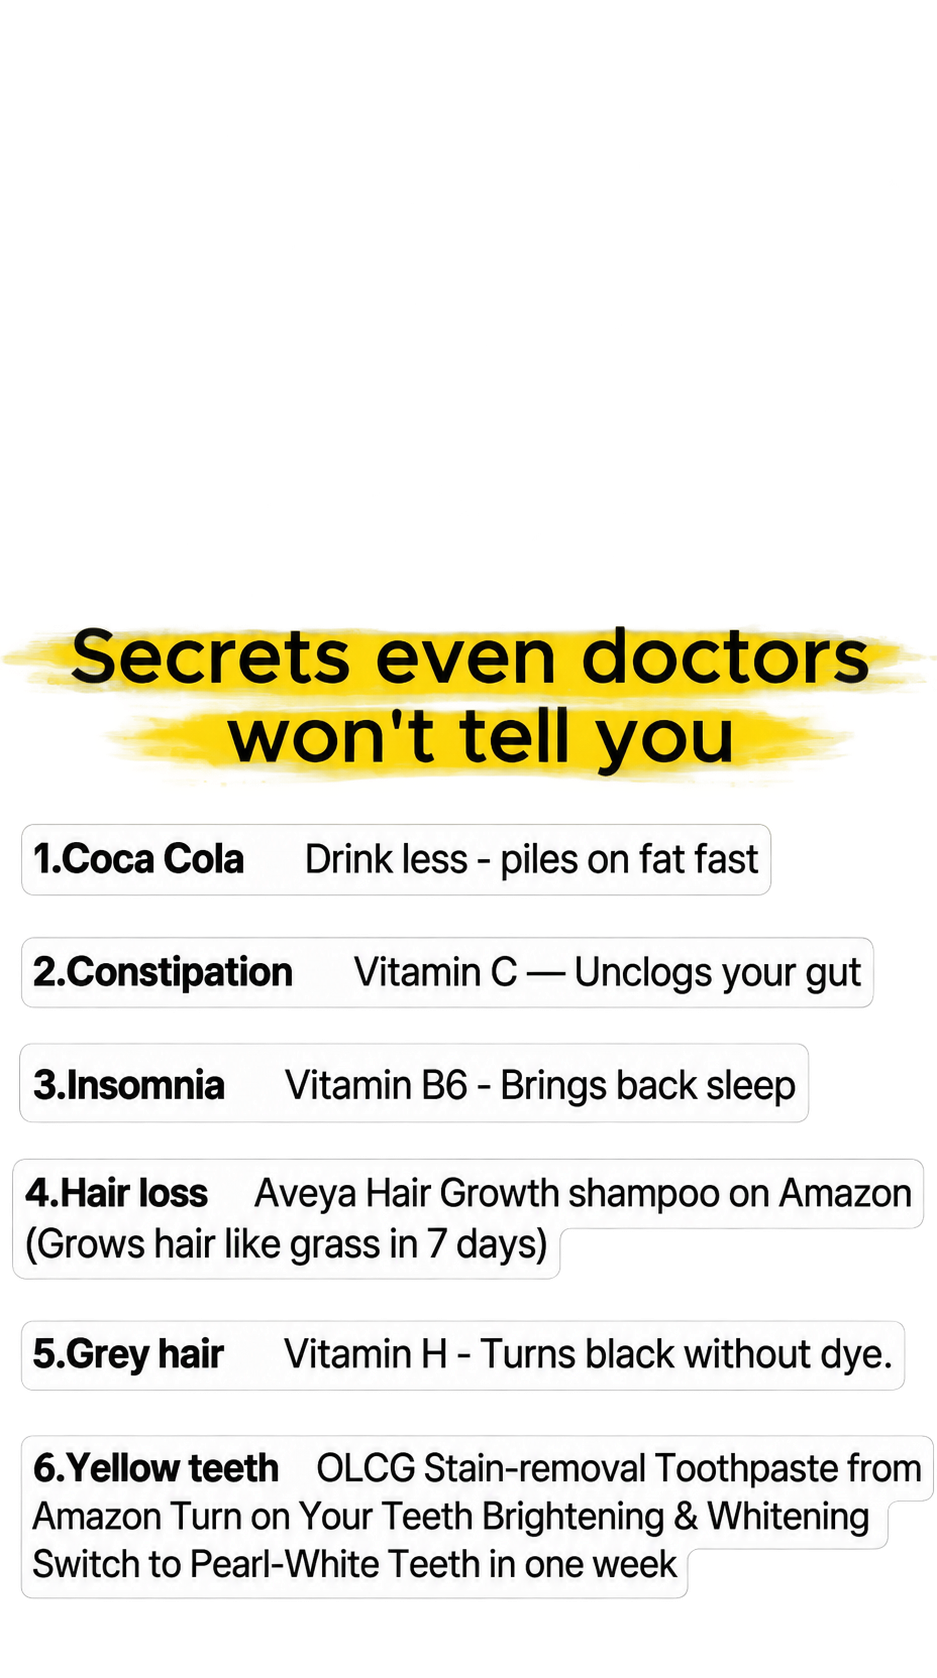 Secrets even doctors
won't tell you
1.Coca Cola Drink less - piles on fat fast
2.Constipation Vitamin C — Unclogs your gut
3.Insomnia Vitamin B6 - Brings back sleep
4.Hair loss Aveya Hair Growth shampoo on Amazon
(Grows hair like grass in 7 days)
5.Grey hair Vitamin H - Turns black without dye.
6.Yellow teeth OLCG Stain-removal Toothpaste from
Amazon Turn on Your Teeth Brightening & Whitening
Switch to Pearl-White Teeth in one week